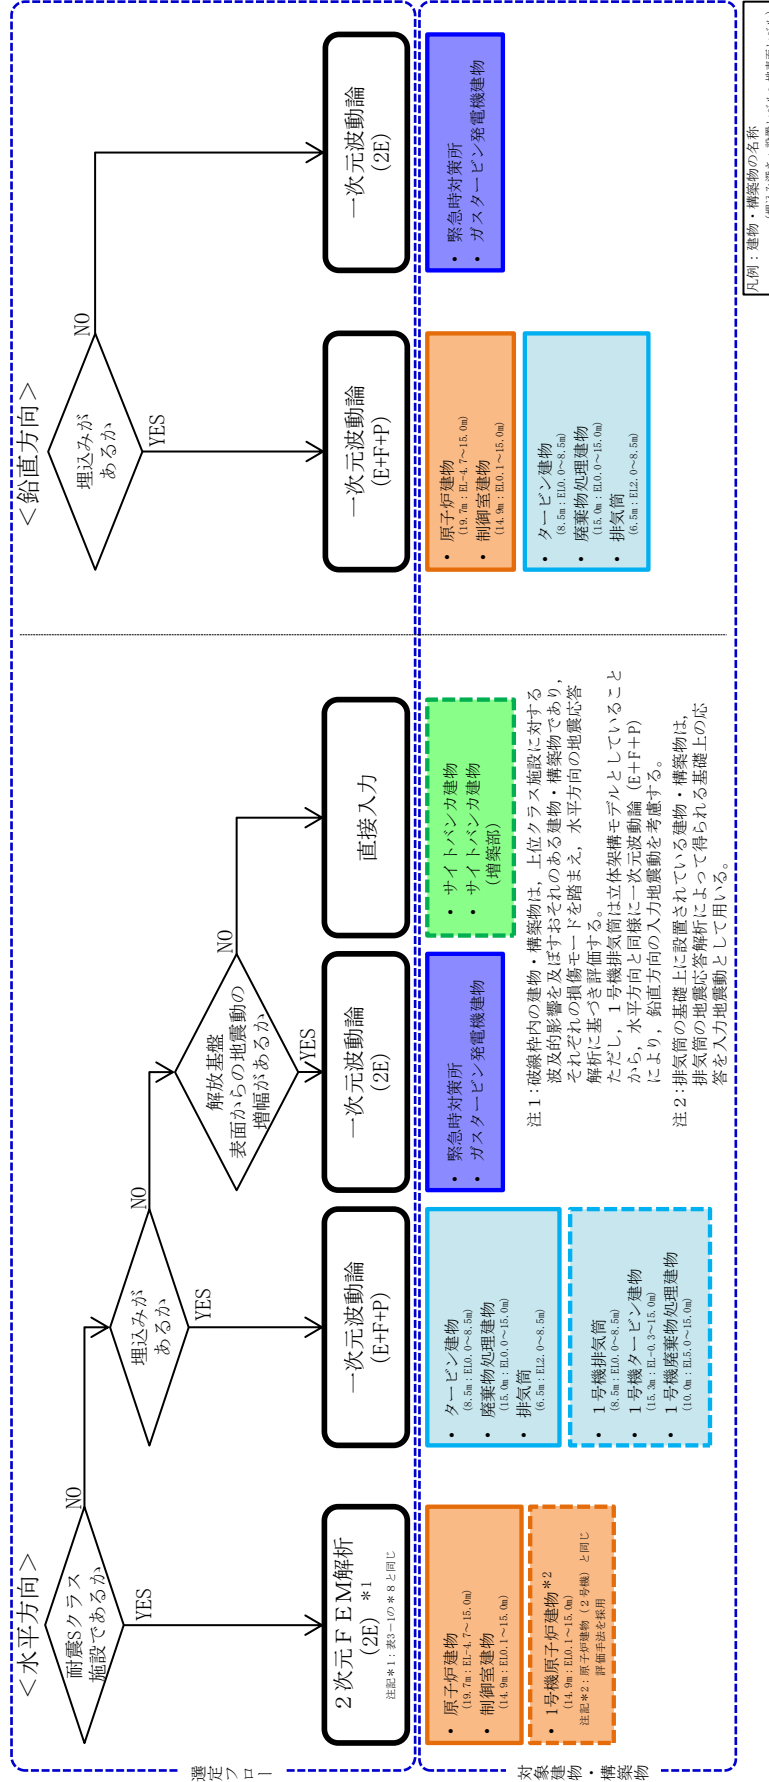 ＜水平方向＞
選定フロー
耐震Sクラス
施設であるか
NO
YES
埋込みが
あるか
NO
YES
解放基盤
表面からの地震動の
増幅があるか
NO
YES
２次元ＦＥＭ解析
(2E) ＊1
注記＊1：表3－1の＊8と同じ
一次元波動論
(E+F+P)
一次元波動論
(2E)
直接入力
対象
建物・構築物
・ 原子炉建物
(19.7m：EL-4.7～15.0m)
・ 制御室建物
(14.9m：EL0.1～15.0m)
・ 1号機原子炉建物＊2
(14.9m：EL0.1～15.0m)
注記＊2：原子炉建物（２号機）と同じ
評価手法を採用
・ タービン建物
(8.5m：EL0.0～8.5m)
・ 廃棄物処理建物
(15.0m：EL0.0～15.0m)
・ 排気筒
(6.5m：EL2.0～8.5m)
・ １号機排気筒
(8.5m：EL0.0～8.5m)
・ １号機タービン建物
(15.3m：EL-0.3～15.0m)
・ １号機廃棄物処理建物
(10.0m：EL5.0～15.0m)
・ 緊急時対策所
・ ガスタービン発電機建物
・ サイトバンカ建物
・ サイトバンカ建物
(増築部)
注１：破線枠内の建物・構築物は，上位クラス施設に対する
波及的影響を及ぼすおそれのある建物・構築物であり，
それぞれの損傷モードを踏まえ，水平方向の地震応答
解析に基づき評価する。
ただし，１号機排気筒は立体架構モデルとしていること
から，水平方向と同様に一次元波動論（E+F+P）
により，鉛直方向の入力地震動を考慮する。
注２：排気筒の基礎上に設置されている建物・構築物は，
排気筒の地震応答解析によって得られる基礎上の応
答を入力地震動として用いる。
＜鉛直方向＞
埋込みが
あるか
NO
YES
一次元波動論
(E+F+P)
一次元波動論
(2E)
・ 原子炉建物
(19.7m：EL-4.7～15.0m)
・ 制御室建物
(14.9m：EL0.1～15.0m)
・ タービン建物
(8.5m：EL0.0～8.5m)
・ 廃棄物処理建物
(15.0m：EL0.0～15.0m)
・ 排気筒
(6.5m：EL2.0～8.5m)
・ 緊急時対策所
・ ガスタービン発電機建物
凡例：建物・構築物の名称